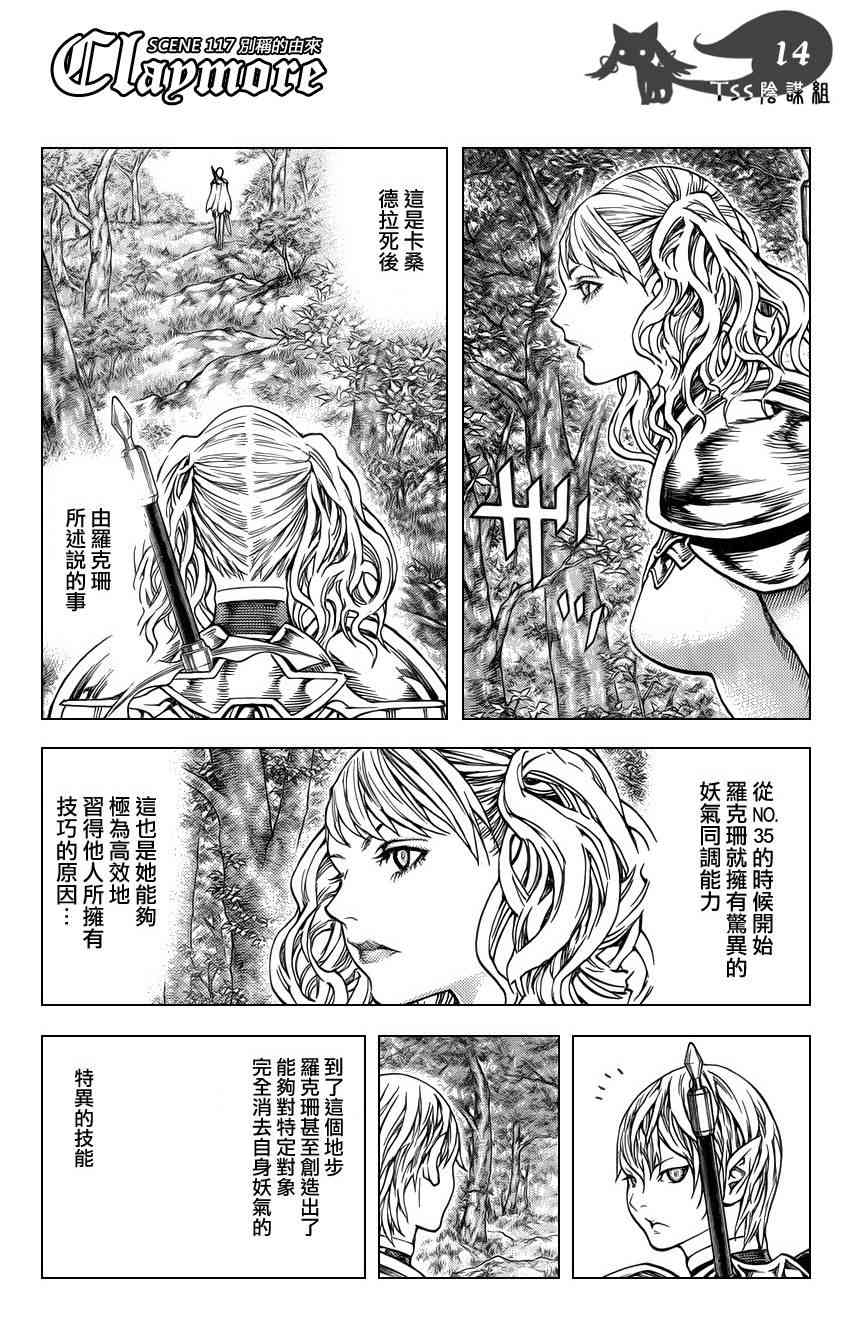 SCENE 117 別稱的由來
Claymore
14
Tss陰謀組
ザッ
這是卡桑
德拉死後
由羅克珊
所述説的事
從NO.35的時候開始
羅克珊就擁有驚異的
妖氣同調能力
這也是她能夠
極為高效地
習得他人所擁有
技巧的原因…
到了這個地步
羅克珊甚至創造出了
能夠對特定對象
完全消去自身妖氣的
特異的技能